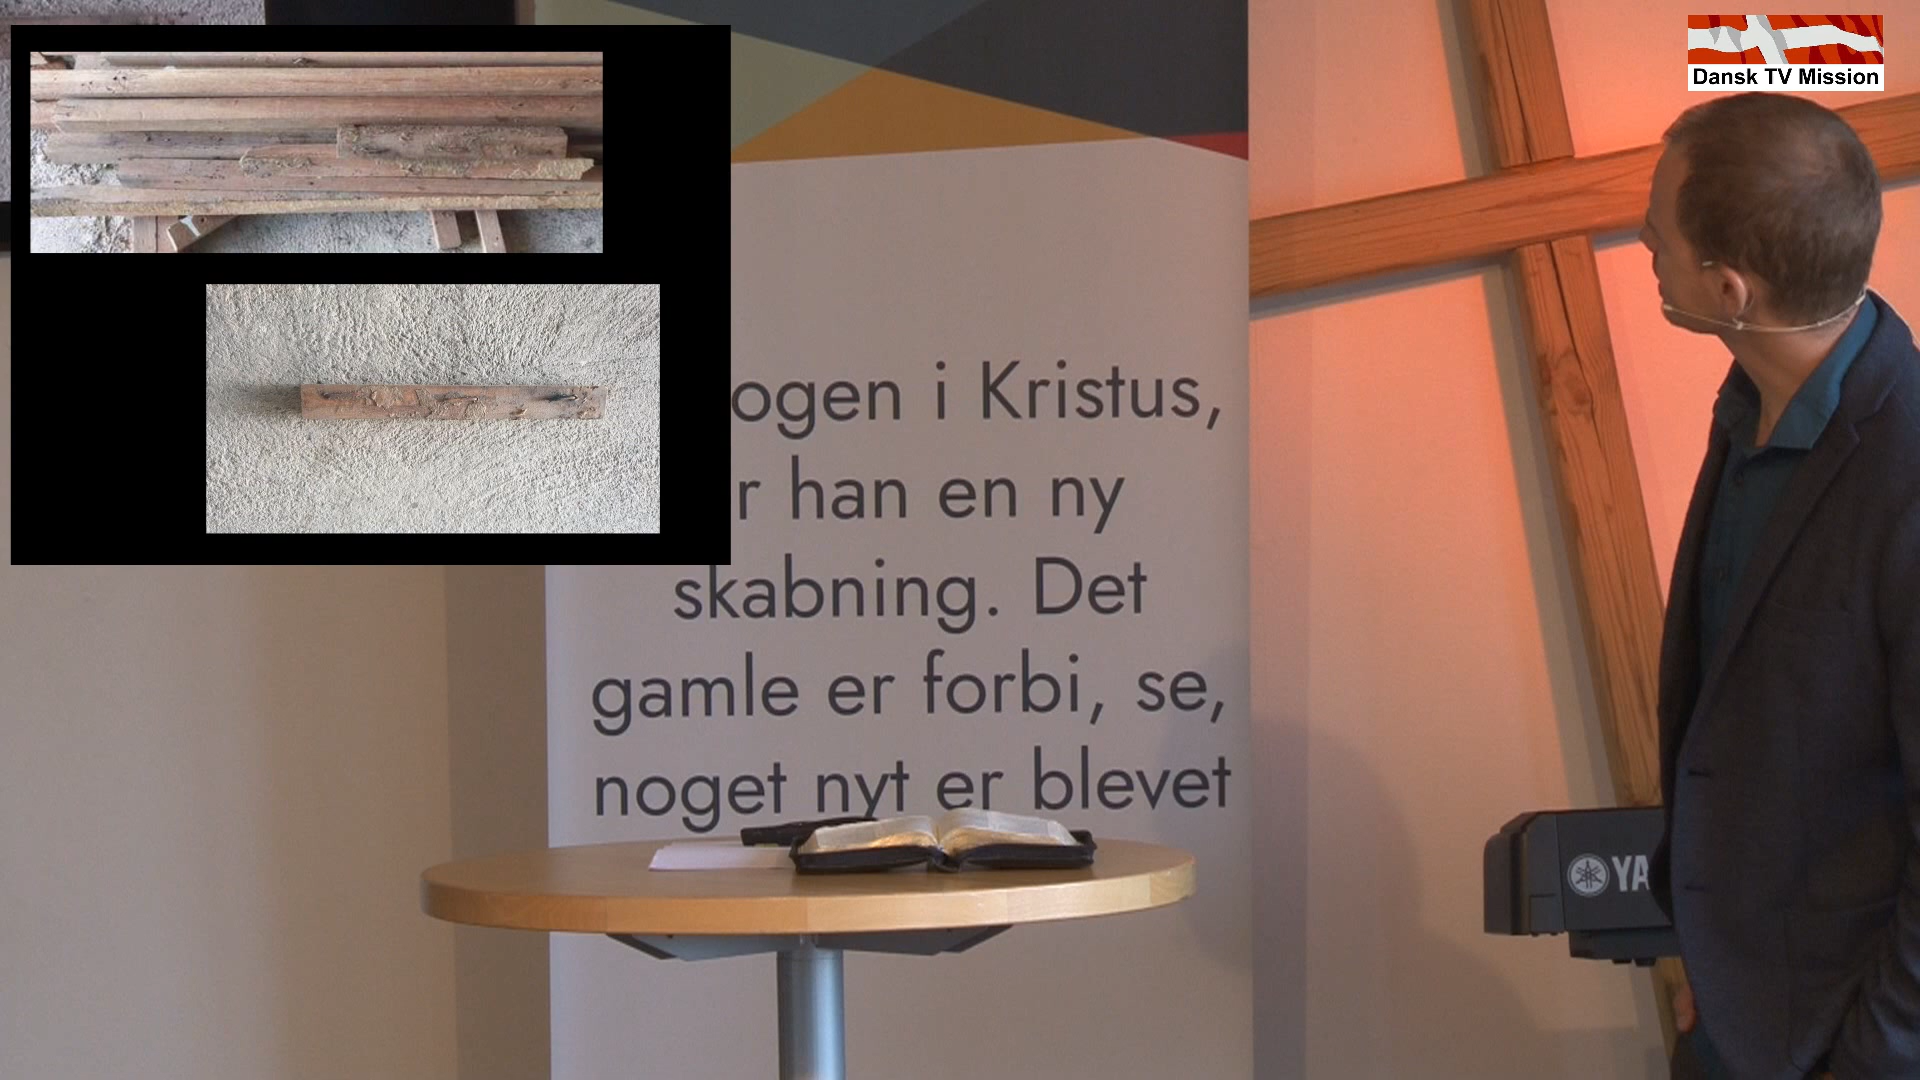 Dansk TV Mission
ogen i Kristus,
r han en ny
skabning. Det
gamle er forbi, se,
noget nyt er blevet
YA